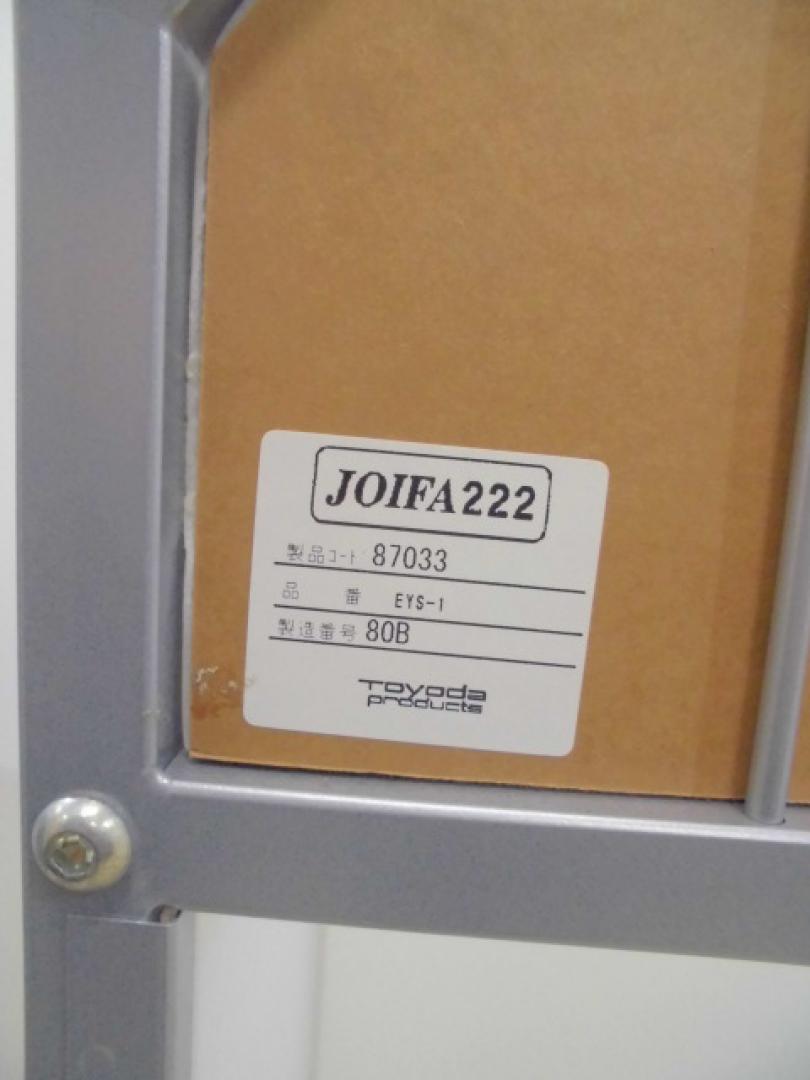 JOIFA222
製品コード 87033
品 番 EYS-1
製造番号 80B
Toyoda
products